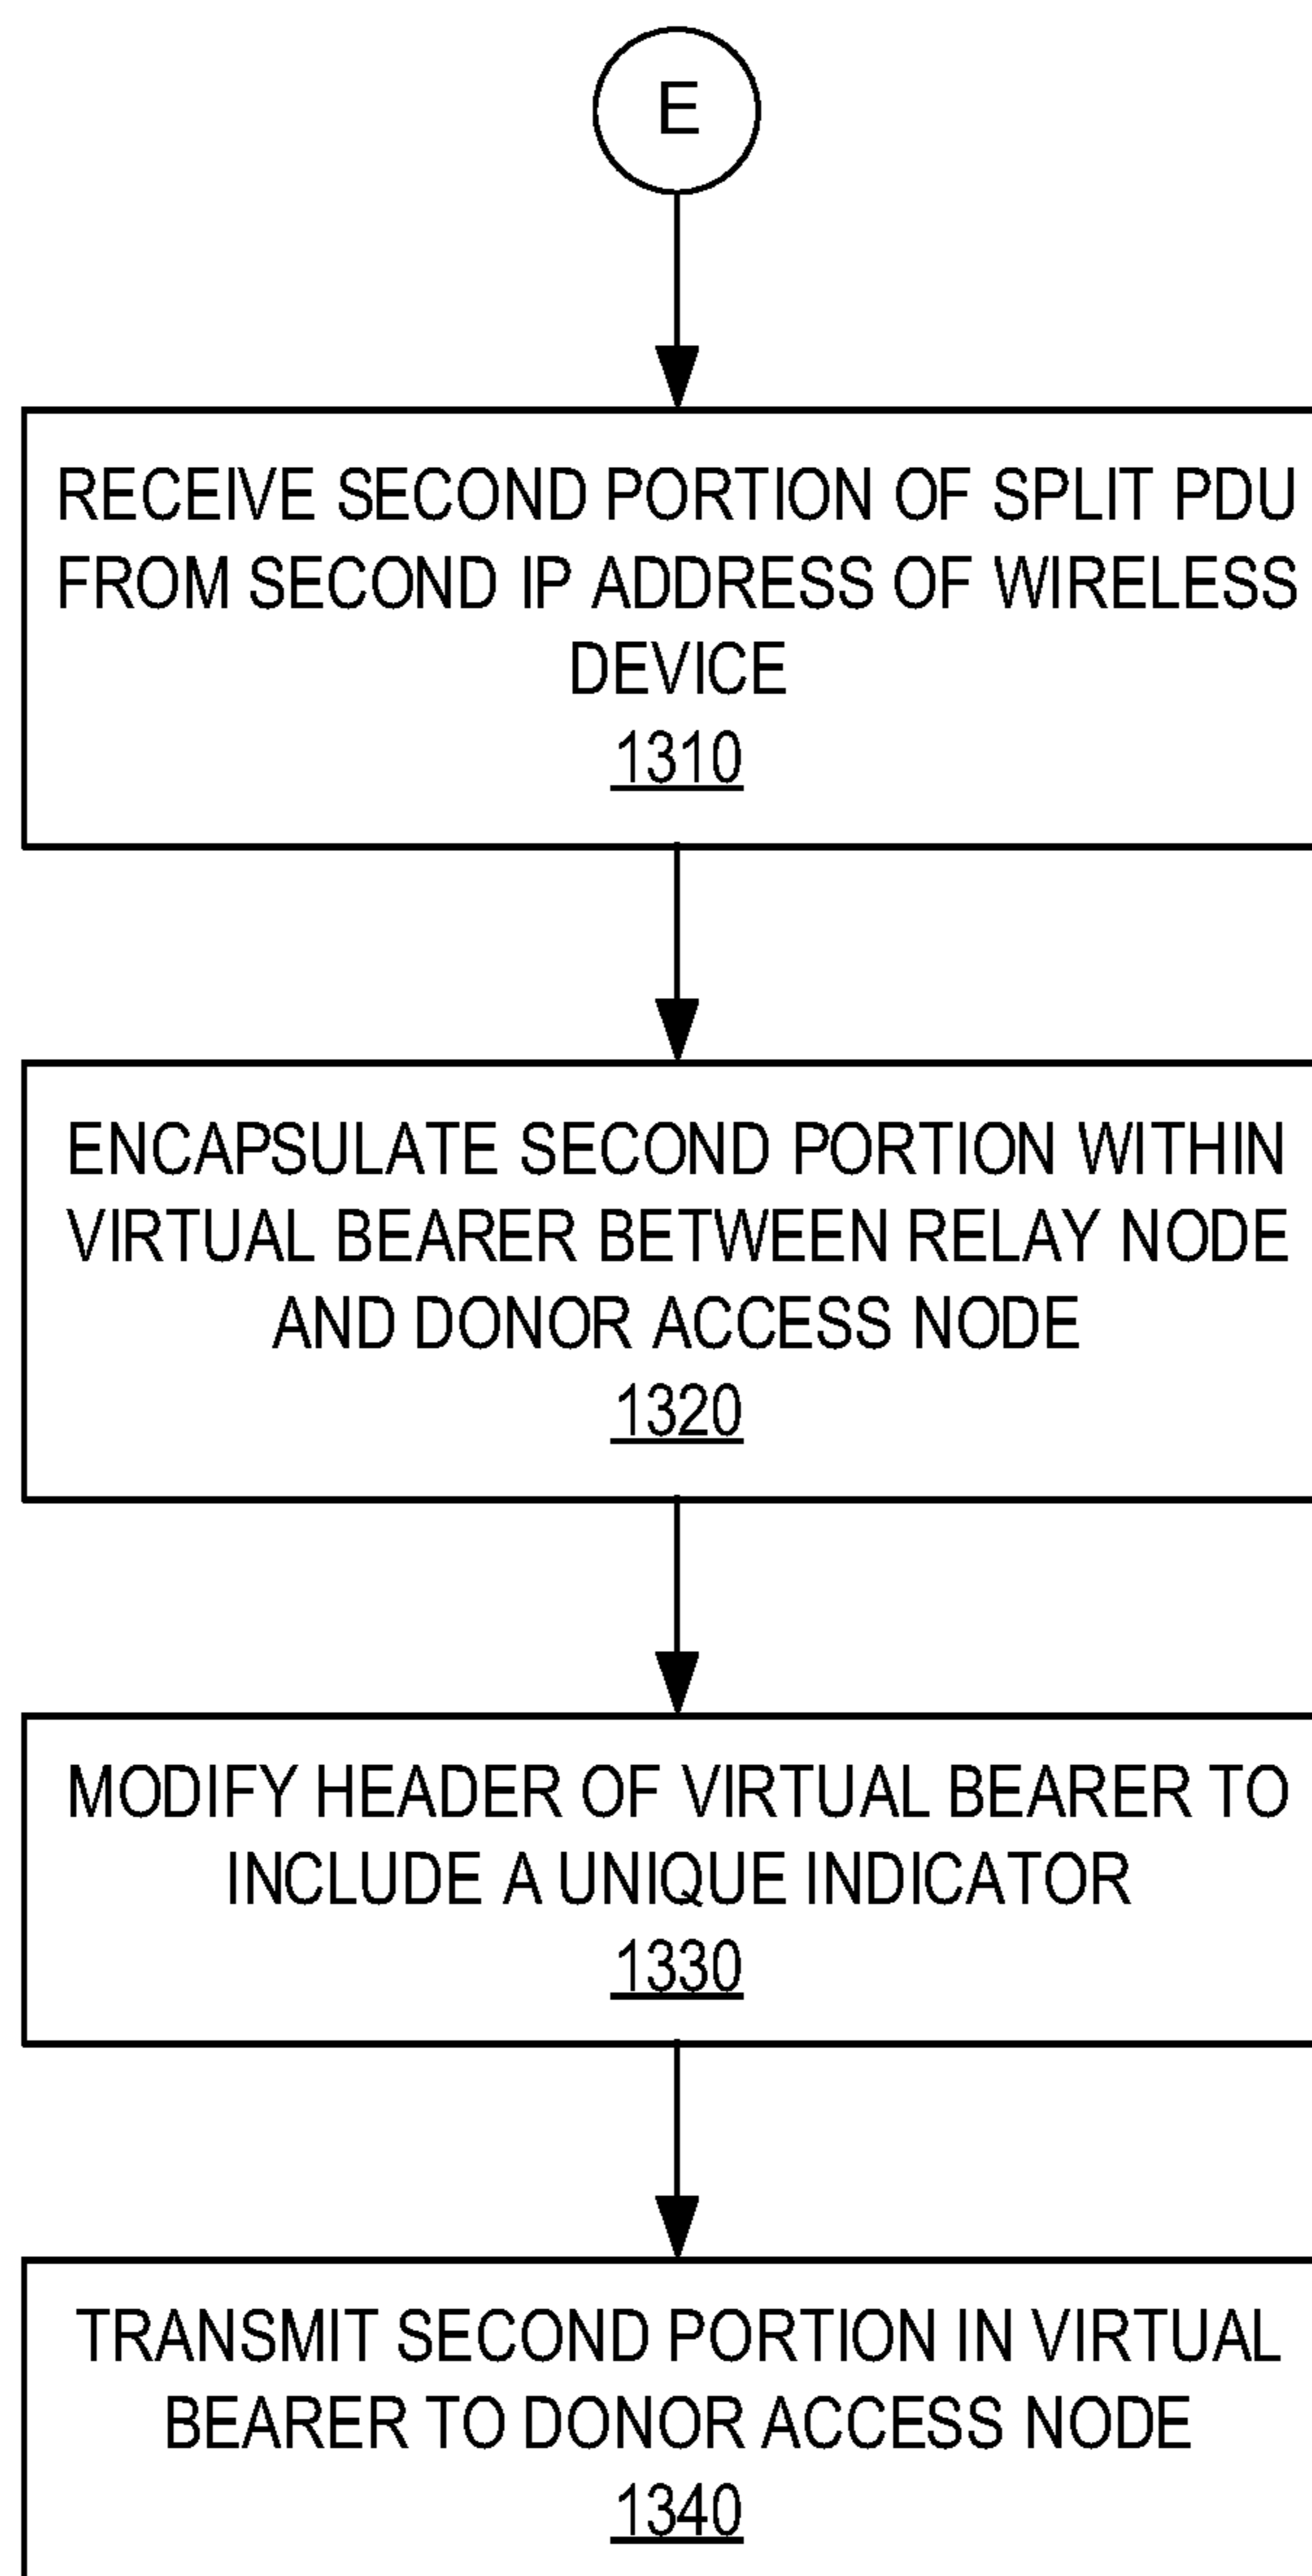 E
RECEIVE SECOND PORTION OF SPLIT PDU
FROM SECOND IP ADDRESS OF WIRELESS
DEVICE
1310
ENCAPSULATE SECOND PORTION WITHIN
VIRTUAL BEARER BETWEEN RELAY NODE
AND DONOR ACCESS NODE
1320
MODIFY HEADER OF VIRTUAL BEARER TO
INCLUDE A UNIQUE INDICATOR
1330
TRANSMIT SECOND PORTION IN VIRTUAL
BEARER TO DONOR ACCESS NODE
1340